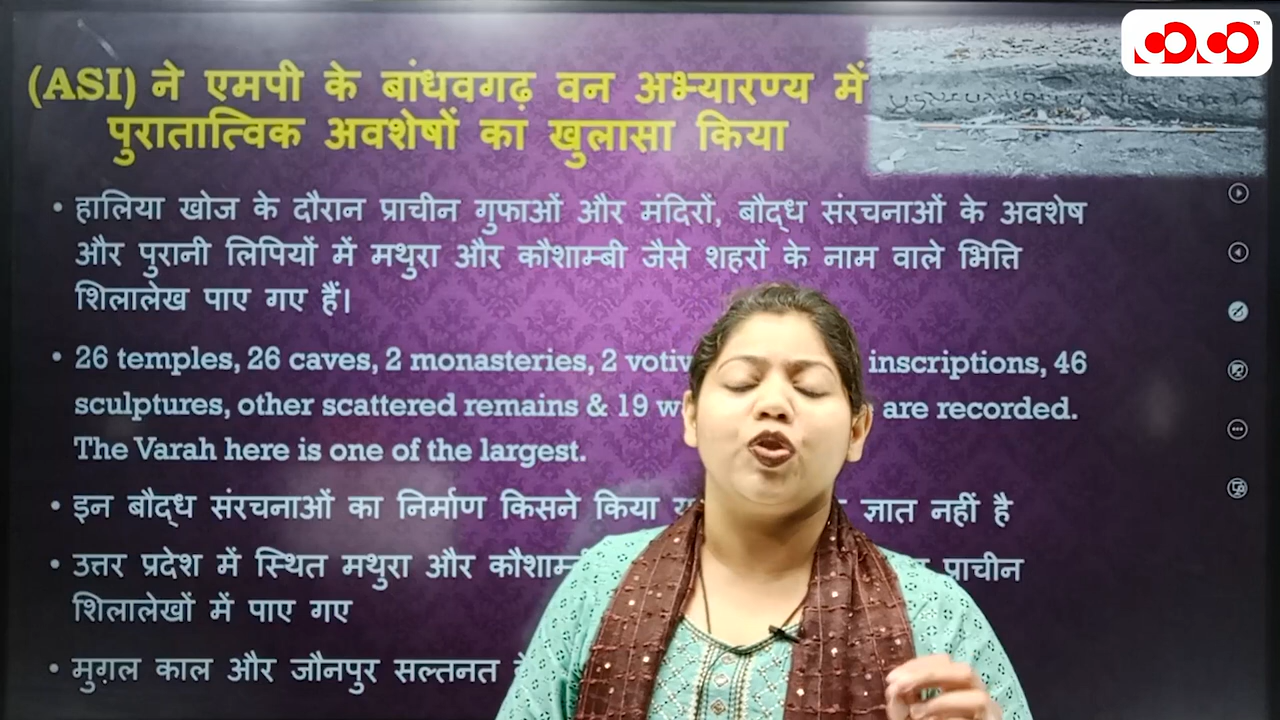 (ASI) ने एमपी के बांधवगढ़ वन अभ्यारण्य में
पुरातात्विक अवशेषों का खुलासा किया
• हालिया खोज के दौरान प्राचीन गुफाओं और मंदिरों, बौद्ध संरचनाओं के अवशेष
और पुरानी लिपियों में मथुरा और कौशाम्बी जैसे शहरों के नाम वाले भित्ति
शिलालेख पाए गए हैं।
• 26 temples, 26 caves, 2 monasteries, 2 inscriptions, 46
sculptures, other scattered remains & 19 are recorded.
The Varah here is one of the largest.
• इन बौद्ध संरचनाओं का निर्माण किसने किया ज्ञात नहीं है
• उत्तर प्रदेश में स्थित मथुरा और प्राचीन
शिलालेखों में पाए गए
• मुग़ल काल और जौनपुर सल्तनत